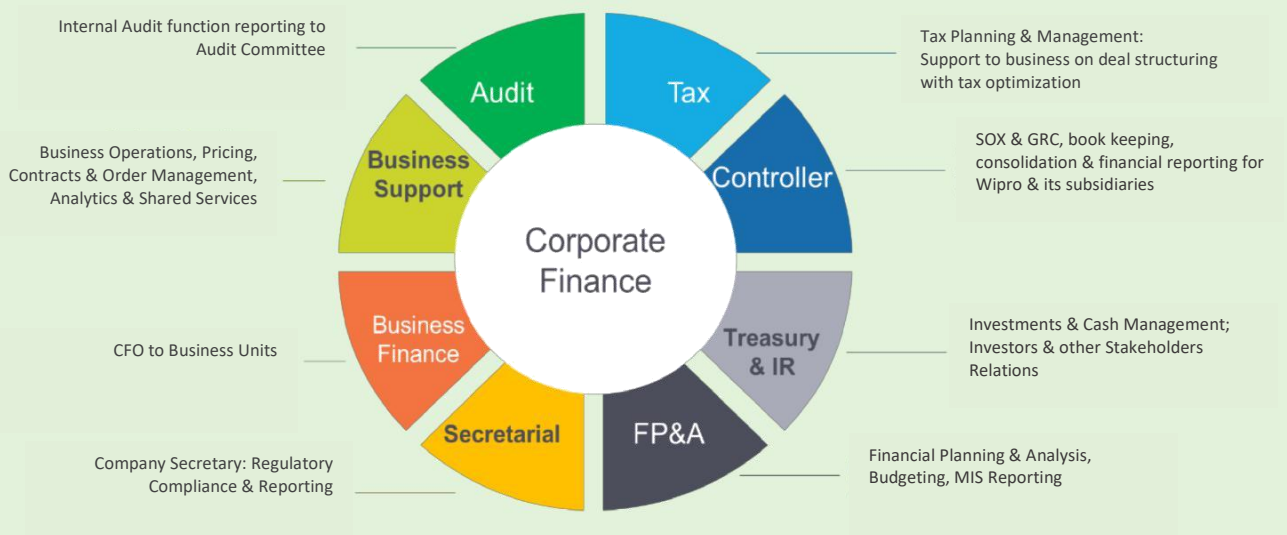 Internal Audit function reporting to
Audit Committee
Tax Planning & Management:
Support to business on deal structuring
with tax optimization
Audit
Tax
Business Operations, Pricing,
Contracts & Order Management,
Analytics & Shared Services
Business
Support
Controller
SOX & GRC, book keeping,
consolidation & financial reporting for
Wipro & its subsidiaries
Corporate
Finance
CFO to Business Units
Business
Finance
Treasury
& IR
Investments & Cash Management;
Investors & other Stakeholders
Relations
Secretarial
FP&A
Company Secretary: Regulatory
Compliance & Reporting
Financial Planning & Analysis,
Budgeting, MIS Reporting